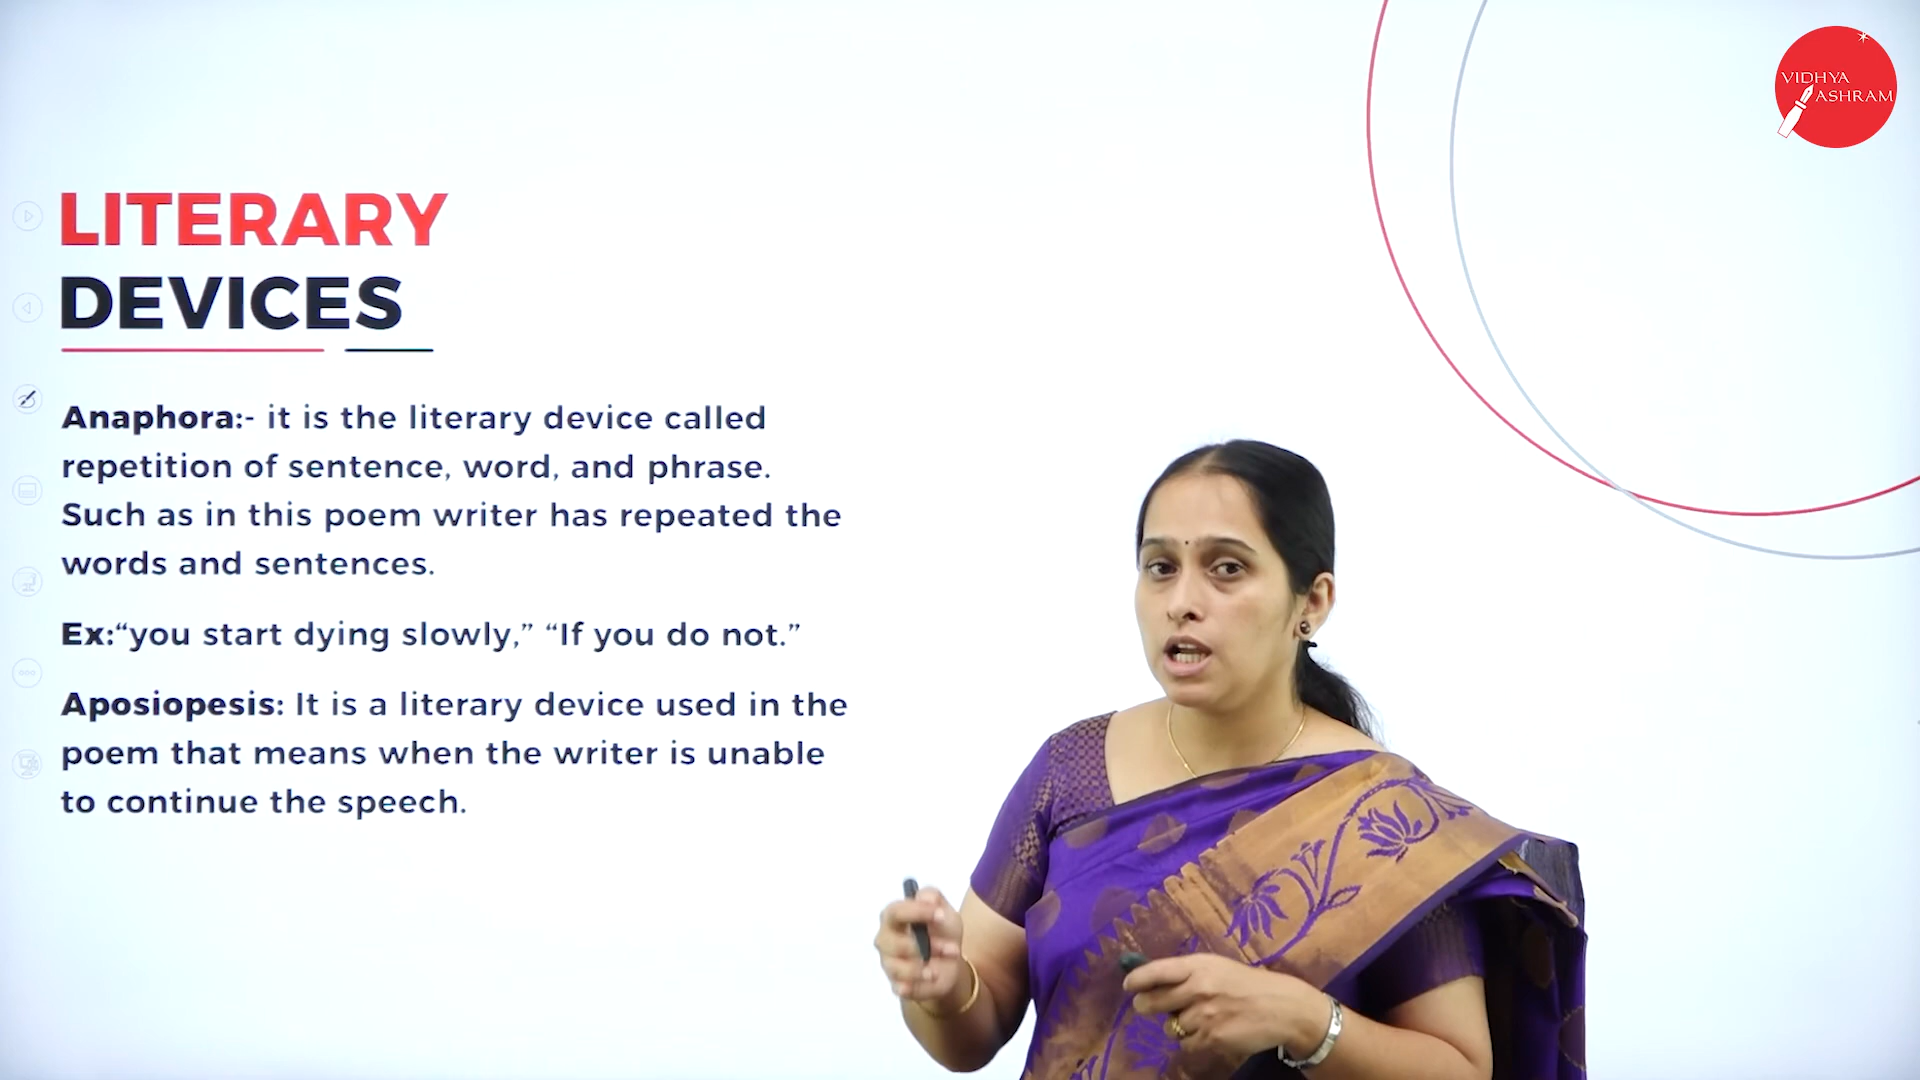 VIDHYA
ASHRAM
LITERARY
DEVICES
Anaphora:- it is the literary device called
repetition of sentence, word, and phrase.
Such as in this poem writer has repeated the
words and sentences.
Ex:“you start dying slowly,” “If you do not.”
Aposiopesis: It is a literary device used in the
poem that means when the writer is unable
to continue the speech.